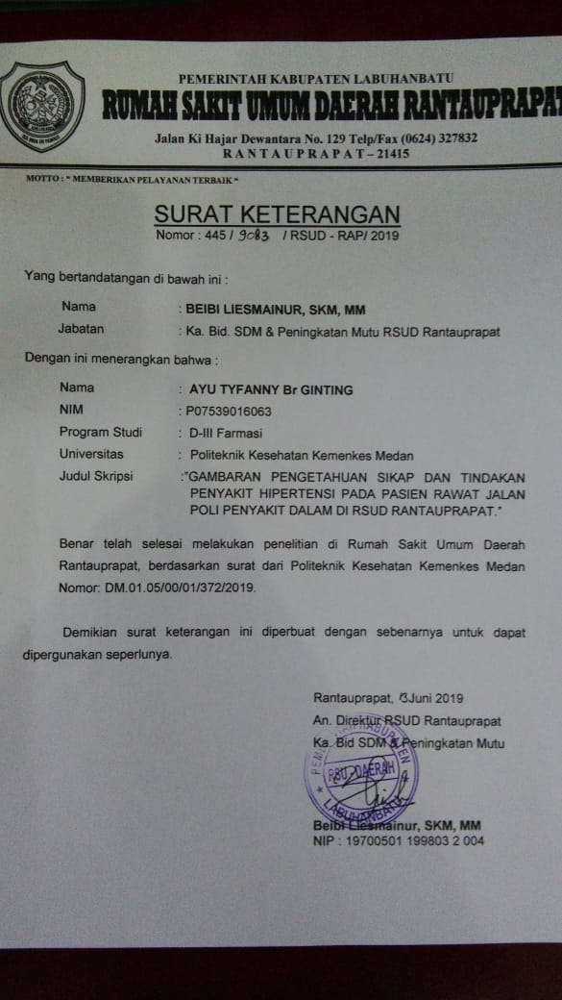 PEMERINTAH KABUPATEN LABUHANBATU
RUMAH SAKIT UMUM DAERAH RANTAUPRAPAT
Jalan Ki Hajar Dewantara No. 129 Telp/Fax (0624) 327832
RANTAUPRAPAT – 21415
MOTTO : " MEMBERIKAN PELAYANAN TERBAIK "
SURAT KETERANGAN
Nomor : 445 / 9083 / RSUD - RAP/ 2019
Yang bertandatangan di bawah ini :
Nama : BEIBI LIESMAINUR, SKM, MM
Jabatan : Ka. Bid. SDM & Peningkatan Mutu RSUD Rantauprapat
Dengan ini menerangkan bahwa :
Nama : AYU TYFANNY Br GINTING
NIM : P07539016063
Program Studi : D-III Farmasi
Universitas : Politeknik Kesehatan Kemenkes Medan
Judul Skripsi :"GAMBARAN PENGETAHUAN SIKAP DAN TINDAKAN
PENYAKIT HIPERTENSI PADA PASIEN RAWAT JALAN
POLI PENYAKIT DALAM DI RSUD RANTAUPRAPAT."
Benar telah selesai melakukan penelitian di Rumah Sakit Umum Daerah
Rantauprapat, berdasarkan surat dari Politeknik Kesehatan Kemenkes Medan
Nomor: DM.01.05/00/01/372/2019.
Demikian surat keterangan ini diperbuat dengan sebenarnya untuk dapat
dipergunakan seperlunya.
Rantauprapat, 13 Juni 2019
An. Direktur RSUD Rantauprapat
Ka. Bid SDM & Peningkatan Mutu
RSU - DAERAH
LABUHANBATU
Beibi Liesmainur, SKM, MM
NIP : 19700501 199803 2 004